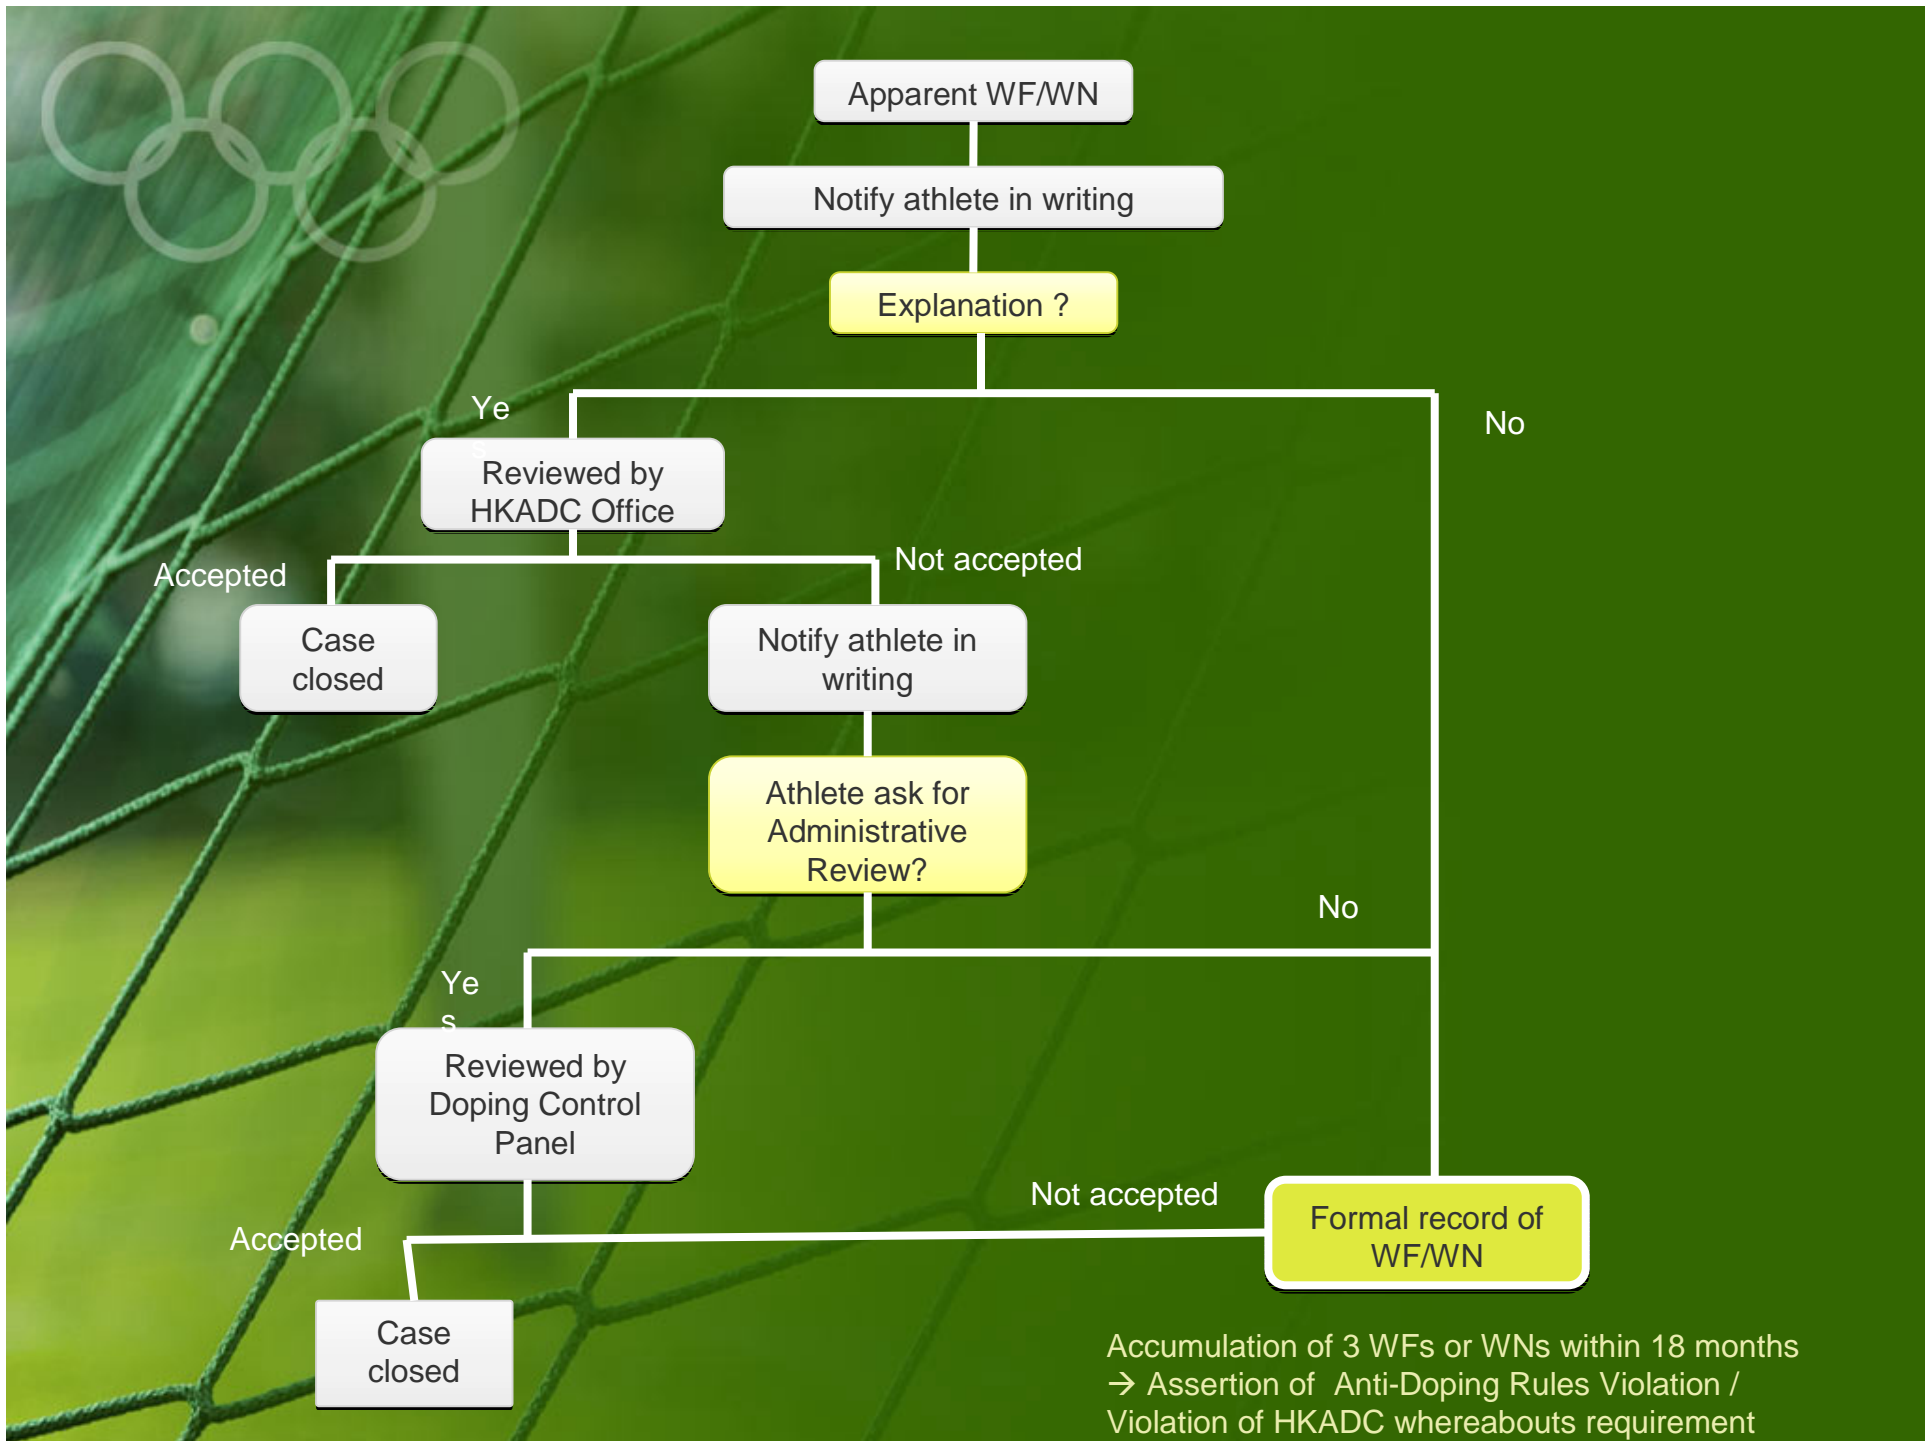 Apparent WF/WN
Notify athlete in writing
Explanation ?
Ye
s
No
Reviewed by
HKADC Office
Accepted
Not accepted
Case
closed
Notify athlete in
writing
Athlete ask for
Administrative
Review?
No
Ye
s
Reviewed by
Doping Control
Panel
Not accepted
Accepted
Formal record of
WF/WN
Case
closed
Accumulation of 3 WFs or WNs within 18 months
→ Assertion of  Anti-Doping Rules Violation /
Violation of HKADC whereabouts requirement